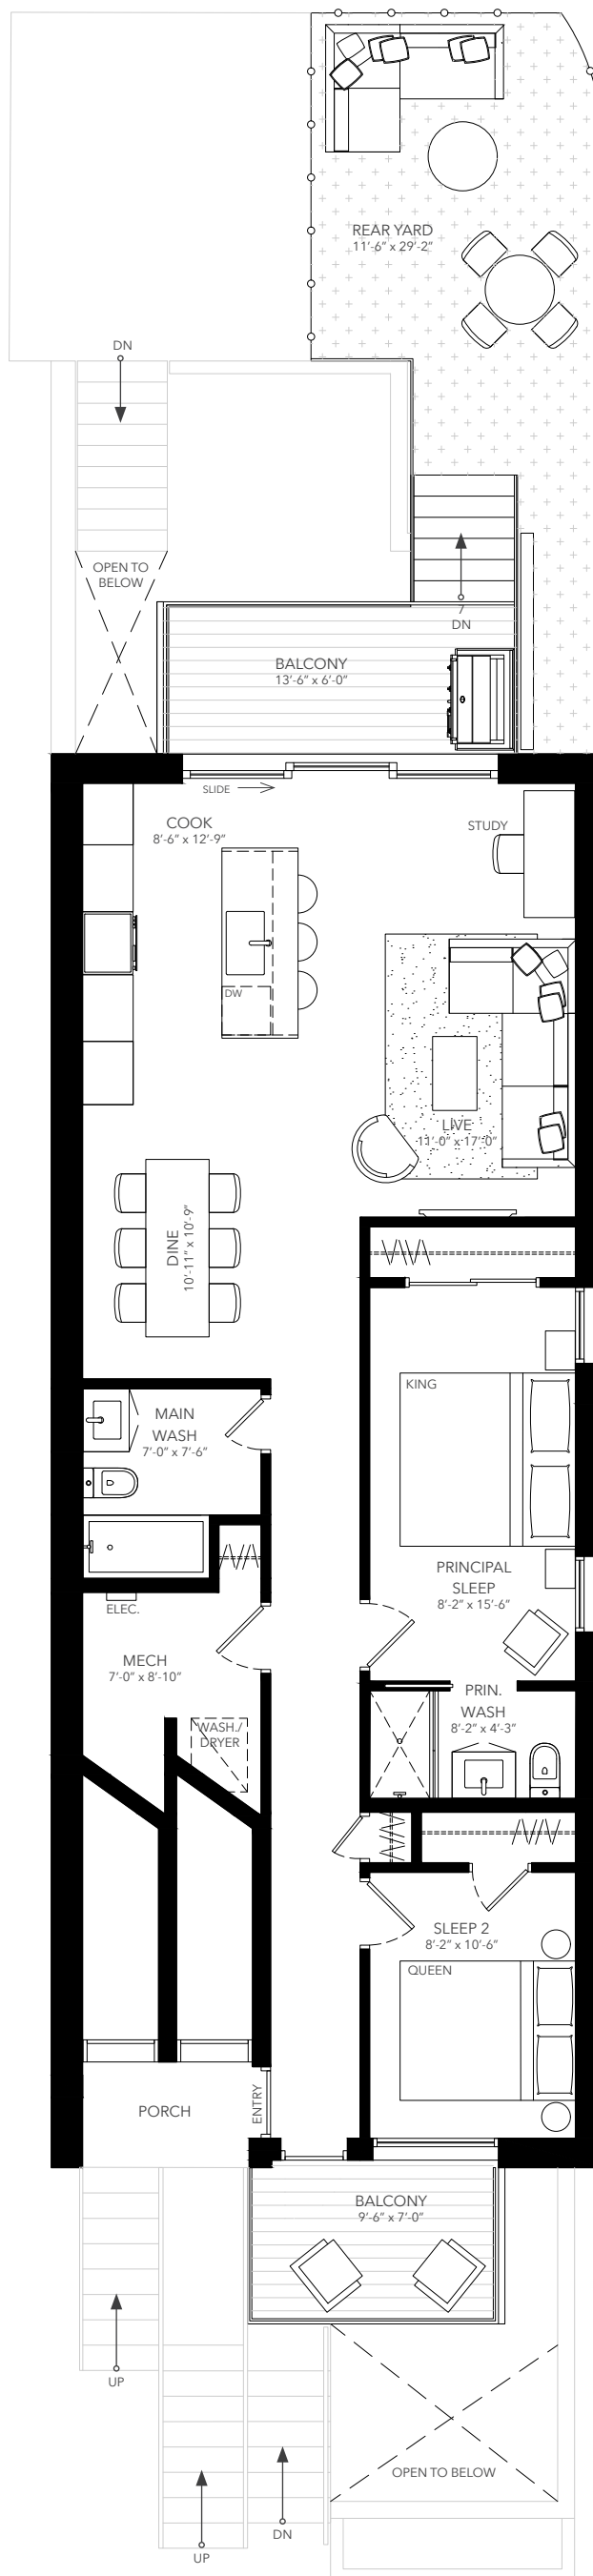 REAR YARD
11'-6" x 29'-2"
DN
OPEN TO
BELOW
7
DN
BALCONY
13'-6" x 6'-0"
SLIDE
COOK
8'-6" x 12'-9"
STUDY
DW
LIVE
11'-0" x 17'-0"
DINE
10'-11" x 10'-9"
KING
MAIN
WASH
7'-0" x 7'-6"
PRINCIPAL
SLEEP
8'-2" x 15'-6"
ELEC.
MECH
7'-0" x 8'-10"
PRIN.
WASH
8'-2" x 4'-3"
WASH./
DRYER
SLEEP 2
8'-2" x 10'-6"
QUEEN
PORCH
ENTRY
BALCONY
9'-6" x 7'-0"
UP
OPEN TO BELOW
DN
UP